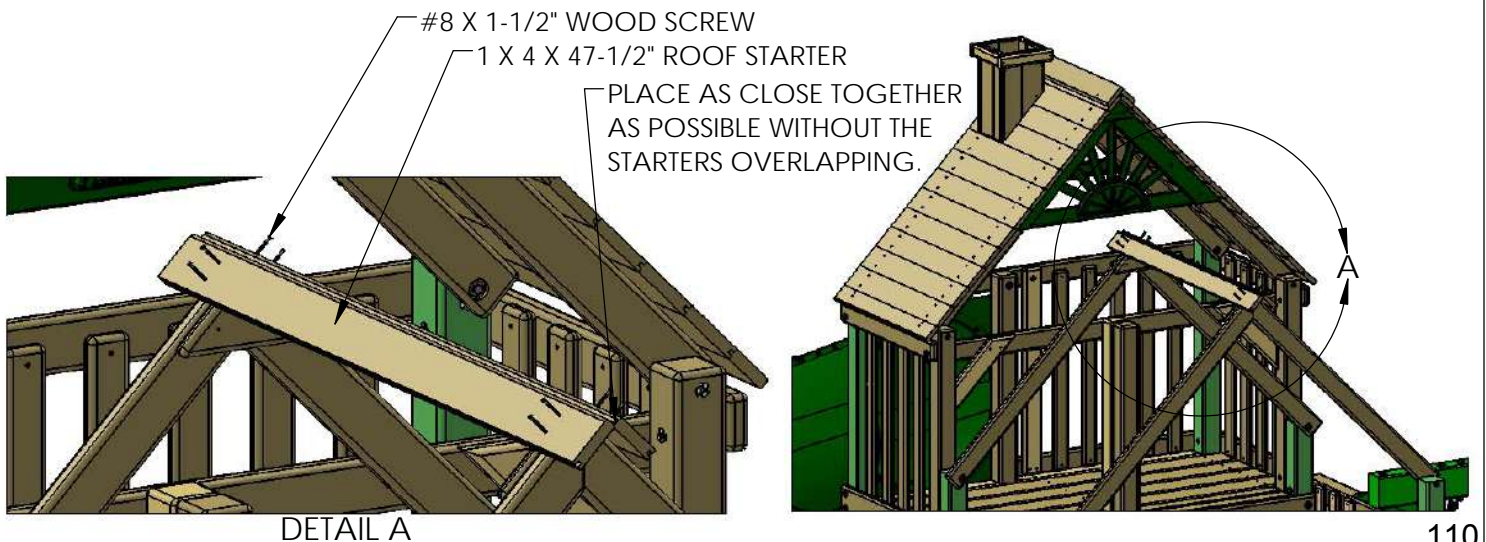 #8 X 1-1/2" WOOD SCREW
1 X 4 X 47-1/2" ROOF STARTER
PLACE AS CLOSE TOGETHER
AS POSSIBLE WITHOUT THE
STARTERS OVERLAPPING.
A
DETAIL A
110